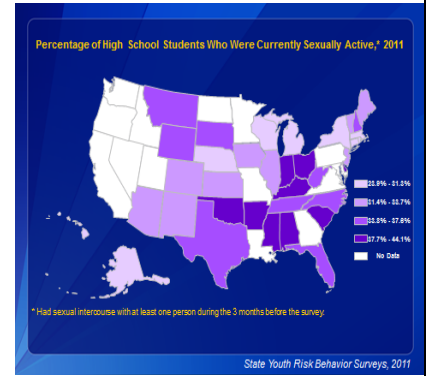 Percentage of High School Students Who Were Currently Sexually Active,* 2011
28.9% - 31.3%
31.4% - 33.7%
33.8% - 37.6%
37.7% - 44.1%
No Data
* Had sexual intercourse with at least one person during the 3 months before the survey.
State Youth Risk Behavior Surveys, 2011